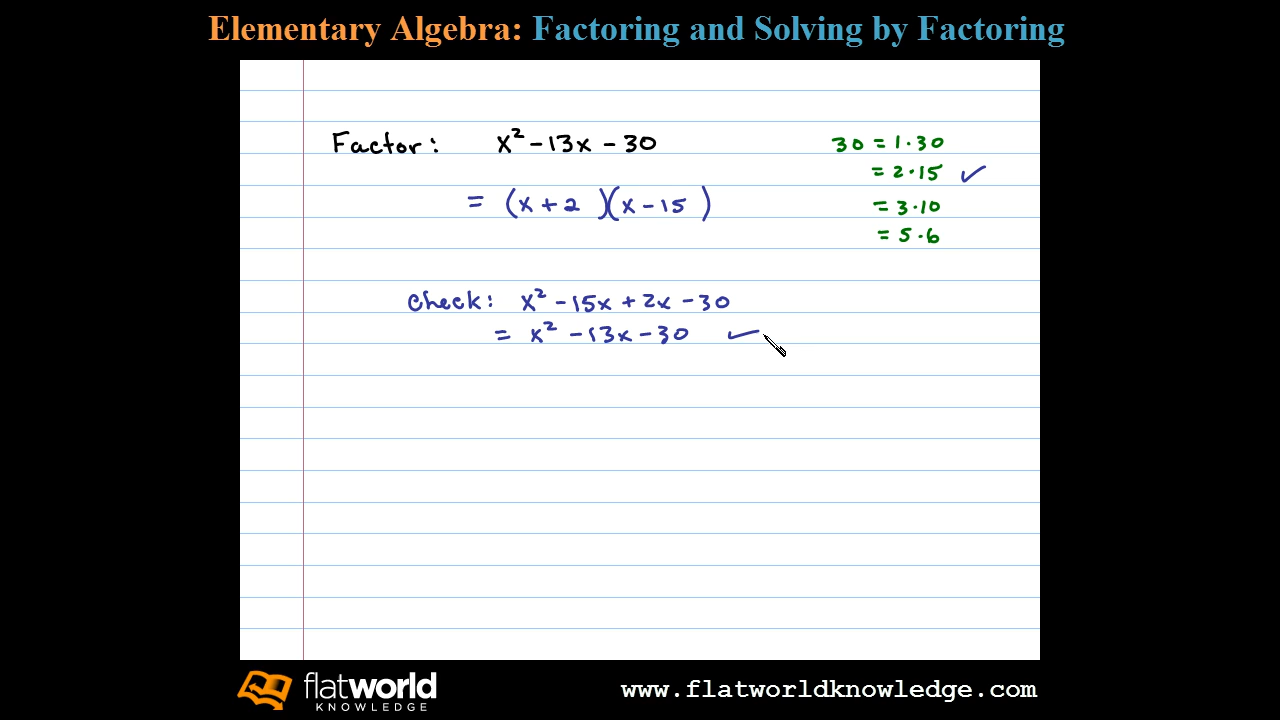 Elementary Algebra: Factoring and Solving by Factoring
Factor: x² - 13x - 30
= (x + 2 )(x - 15 )
30 = 1·30
= 2·15 ✓
= 3·10
= 5·6
Check: x² - 15x + 2x - 30
= x² - 13x - 30 ✓
flatworld
KNOWLEDGE
www.flatworldknowledge.com